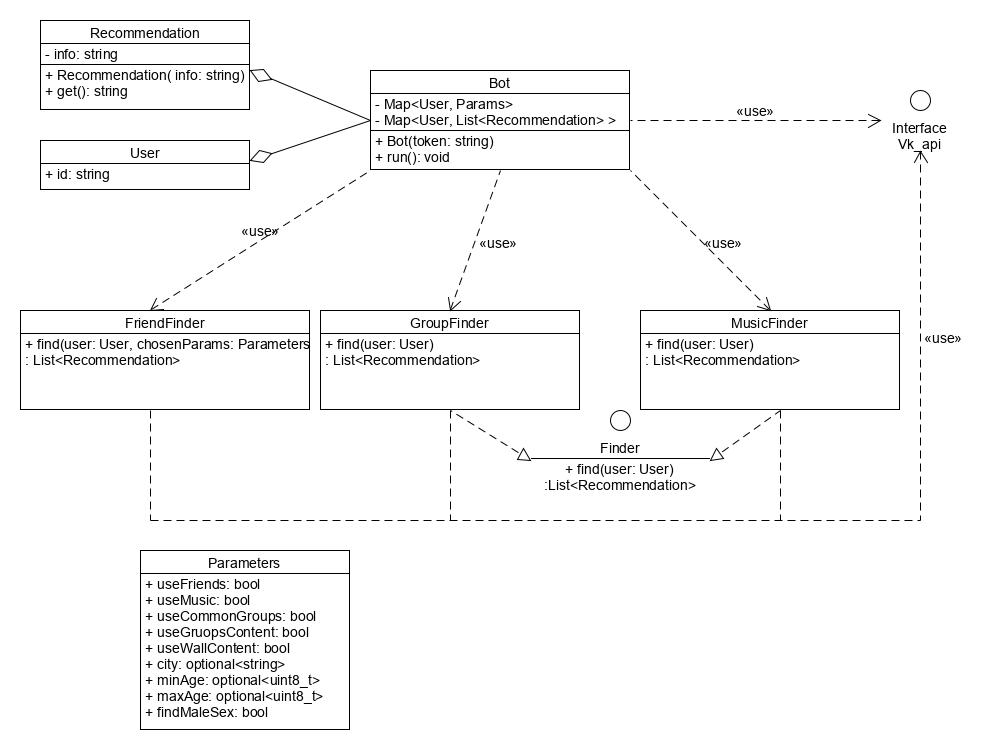 Recommendation
- info: string
+ Recommendation( info: string)
+ get(): string
User
+ id: string
Bot
- Map<User, Params>
- Map<User, List<Recommendation> >
+ Bot(token: string)
+ run(): void
«use»
Interface
Vk_api
«use»
«use»
«use»
«use»
FriendFinder
+ find(user: User, chosenParams: Parameters
: List<Recommendation>
GroupFinder
+ find(user: User)
: List<Recommendation>
MusicFinder
+ find(user: User)
: List<Recommendation>
Finder
+ find(user: User)
:List<Recommendation>
Parameters
+ useFriends: bool
+ useMusic: bool
+ useCommonGroups: bool
+ useGruopsContent: bool
+ useWallContent: bool
+ city: optional<string>
+ minAge: optional<uint8_t>
+ maxAge: optional<uint8_t>
+ findMaleSex: bool